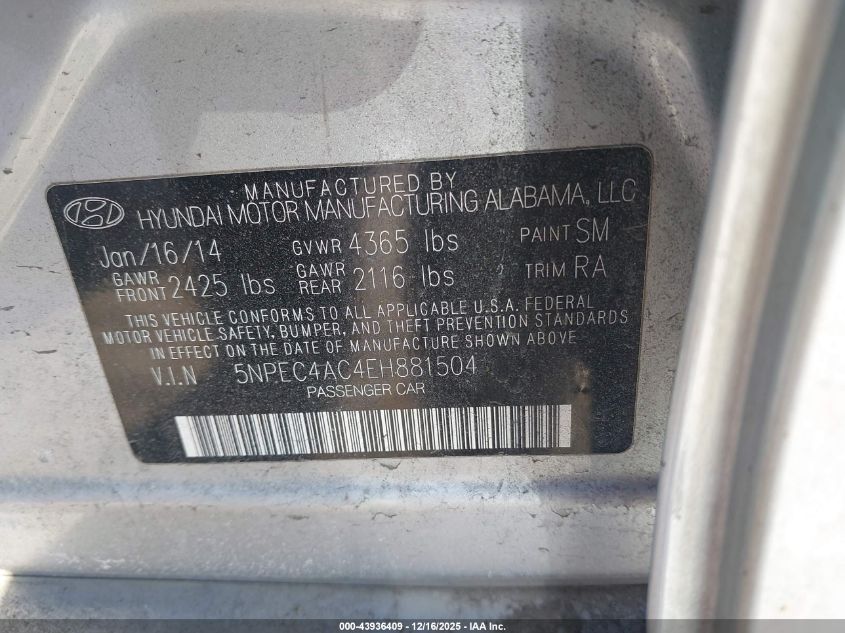 MANUFACTURED BY
HYUNDAI MOTOR MANUFACTURING ALABAMA, LLC
Jan/16/14 GVWR 4365 lbs PAINT SM
GAWR FRONT 2425 lbs GAWR REAR 2116 lbs TRIM RA
THIS VEHICLE CONFORMS TO ALL APPLICABLE U.S.A. FEDERAL
MOTOR VEHICLE SAFETY, BUMPER, AND THEFT PREVENTION STANDARDS
IN EFFECT ON THE DATE OF MANUFACTURE SHOWN ABOVE.
V.I.N 5NPEC4AC4EH881504
PASSENGER CAR
000-43936409 - 12/16/2025 - IAA Inc.